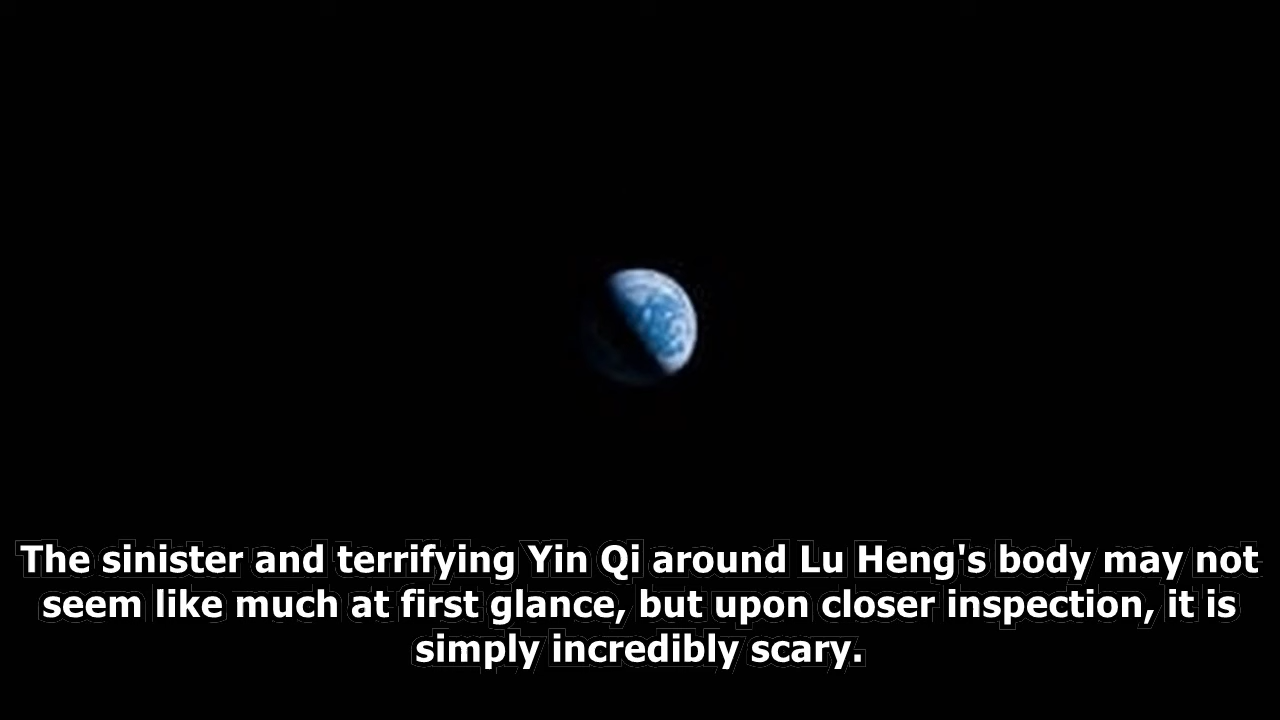 The sinister and terrifying Yin Qi around Lu Heng's body may not
seem like much at first glance, but upon closer inspection, it is
simply incredibly scary.